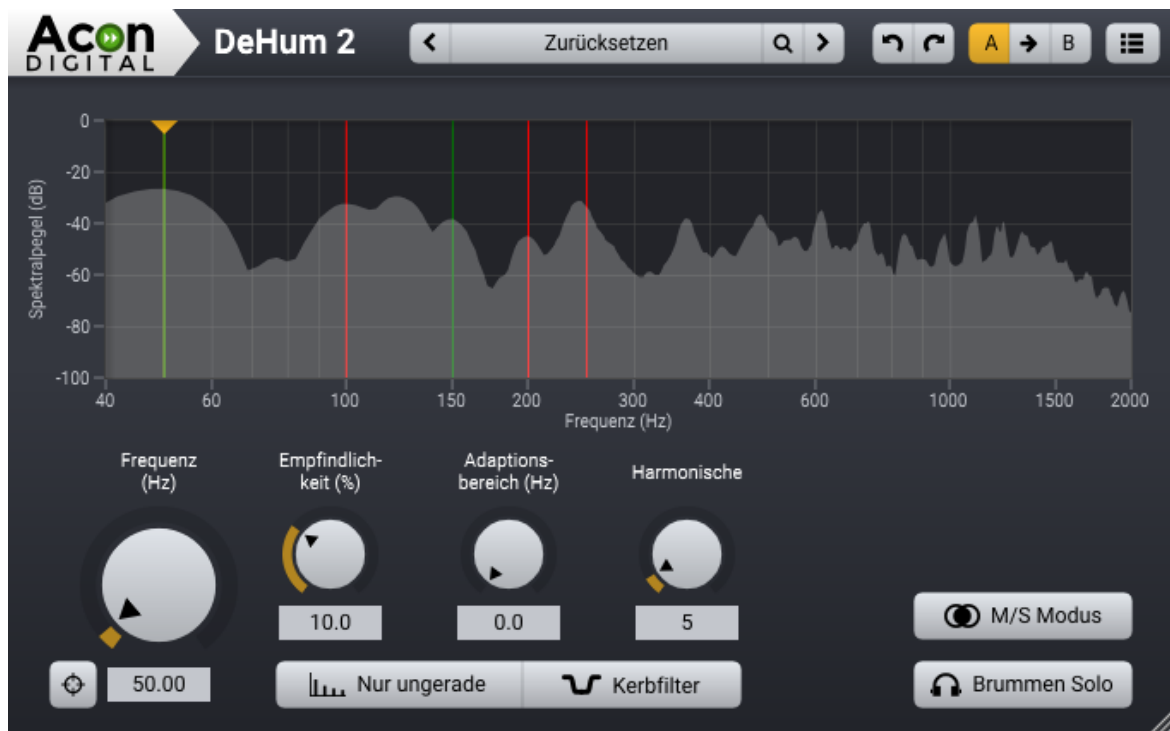 Acon
DIGITAL
DeHum 2
Zurücksetzen
A
B
Spektralpegel (dB)
0
-20
-40
-60
-80
-100
40 60 100 150 200 300 400 600 1000 1500 2000
Frequenz (Hz)
Frequenz
(Hz)
Empfindlich-
keit (%)
Adaptions-
bereich (Hz)
Harmonische
10.0
0.0
5
M/S Modus
50.00
Nur ungerade
Kerbfilter
Brummen Solo